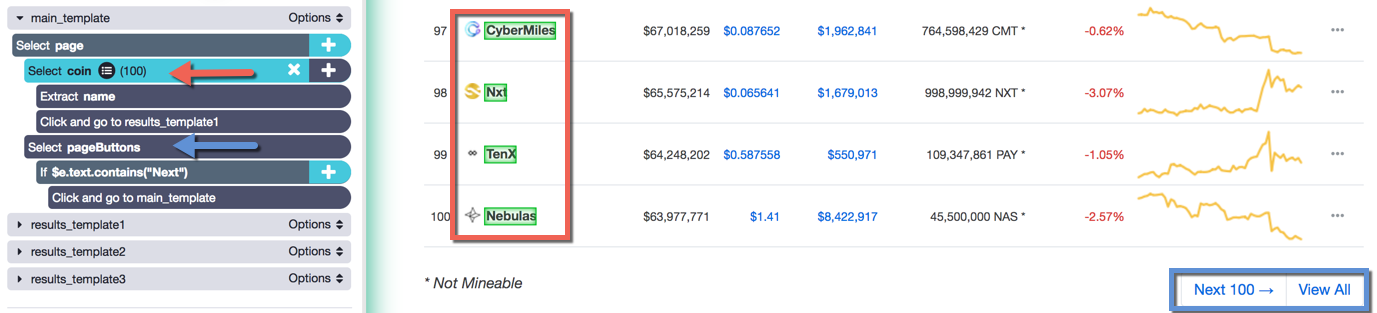 main_template Options
Select page
Select coin (100)
Extract name
Click and go to results_template1
Select pageButtons
If $e.text.contains("Next")
Click and go to main_template
results_template1 Options
results_template2 Options
results_template3 Options
97 CyberMiles $67,018,259 $0.087652 $1,962,841 764,598,429 CMT * -0.62%
98 Nxt $65,575,214 $0.065641 $1,679,013 998,999,942 NXT * -3.07%
99 TenX $64,248,202 $0.587558 $550,971 109,347,861 PAY * -1.05%
100 Nebulas $63,977,771 $1.41 $8,422,917 45,500,000 NAS * -2.57%
* Not Mineable
Next 100 → View All